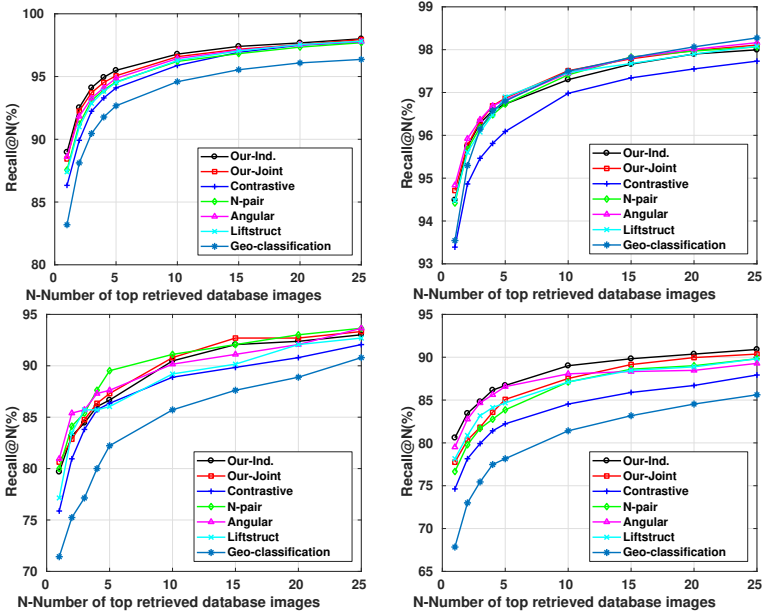 100
95
90
85
80
Recall@N(%)
Our-Ind.
Our-Joint
Contrastive
N-pair
Angular
Liftstruct
Geo-classification
0 5 10 15 20 25
N-Number of top retrieved database images
99
98
97
96
95
94
93
Recall@N(%)
Our-Ind.
Our-Joint
Contrastive
N-pair
Angular
Liftstruct
Geo-classification
0 5 10 15 20 25
N-Number of top retrieved database images
95
90
85
80
75
70
Recall@N(%)
Our-Ind.
Our-Joint
Contrastive
N-pair
Angular
Liftstruct
Geo-classification
0 5 10 15 20 25
N-Number of top retrieved database images
95
90
85
80
75
70
65
Recall@N(%)
Our-Ind.
Our-Joint
Contrastive
N-pair
Angular
Liftstruct
Geo-classification
0 5 10 15 20 25
N-Number of top retrieved database images